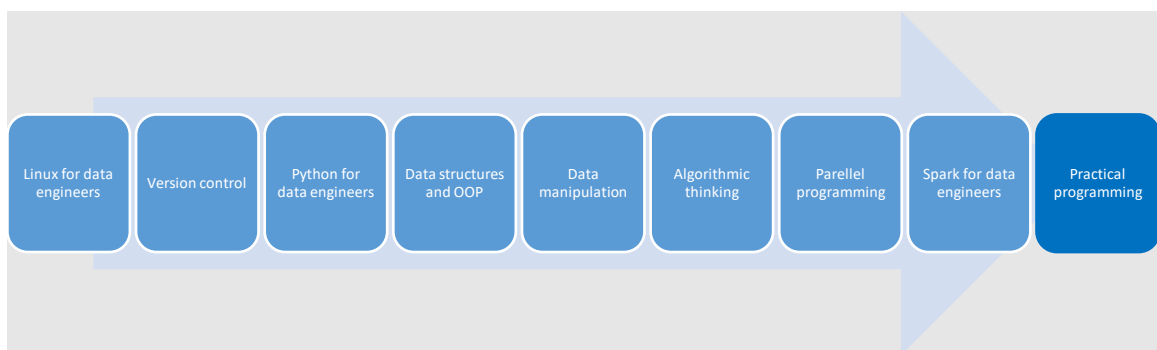 Linux for data
engineers
Version control
Python for
data engineers
Data structures
and OOP
Data
manipulation
Algorithmic
thinking
Parellel
programming
Spark for data
engineers
Practical
programming